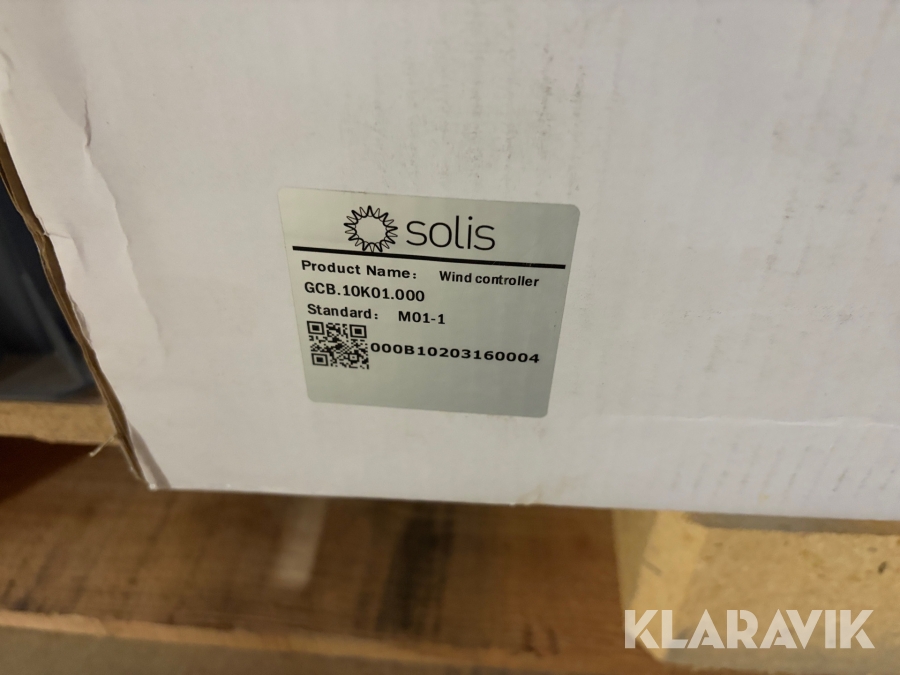 solis
Product Name: Wind controller
GCB.10K01.000
Standard: M01-1
000B10203160004
KLARAVIK